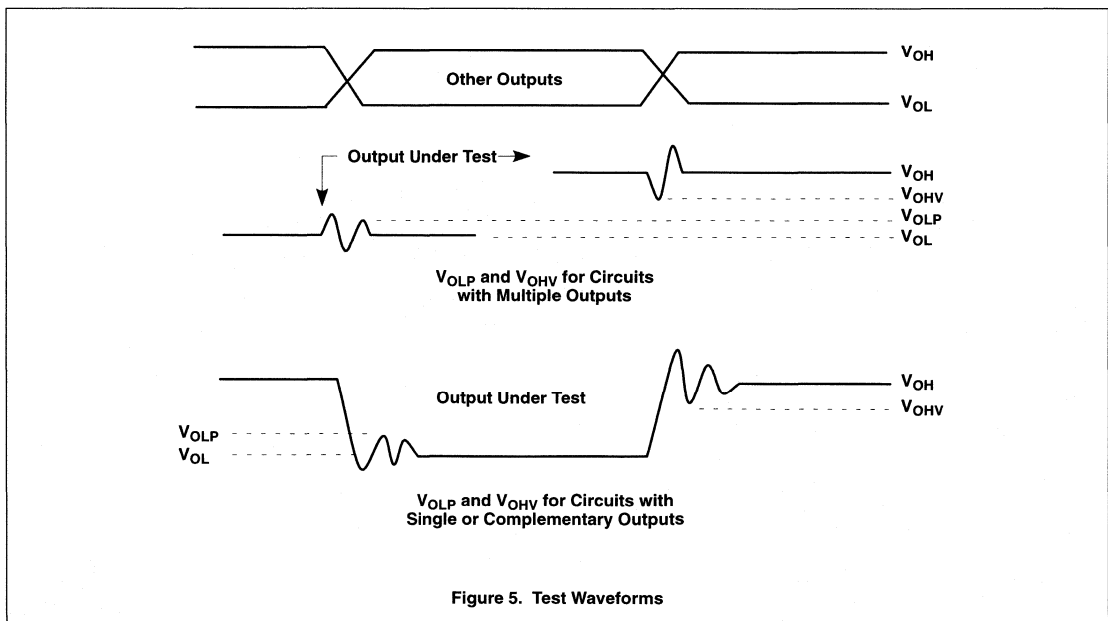 VOH
Other Outputs
VOL
Output Under Test
VOH
VOHV
VOLP
VOL
VOLP and VOHV for Circuits
with Multiple Outputs
VOH
Output Under Test
VOHV
VOLP
VOL
VOLP and VOHV for Circuits with
Single or Complementary Outputs
Figure 5. Test Waveforms